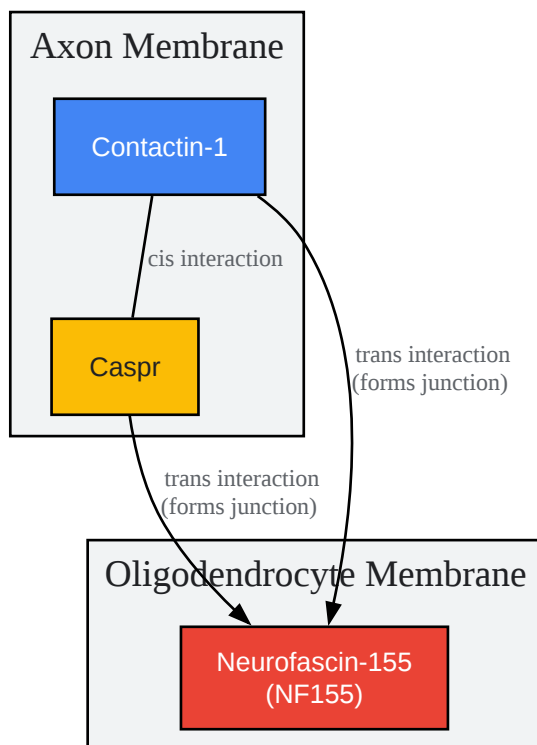 Axon Membrane
Contactin-1
cis interaction
Caspr
trans interaction
(forms junction)
trans interaction
(forms junction)
Oligodendrocyte Membrane
Neurofascin-155
(NF155)